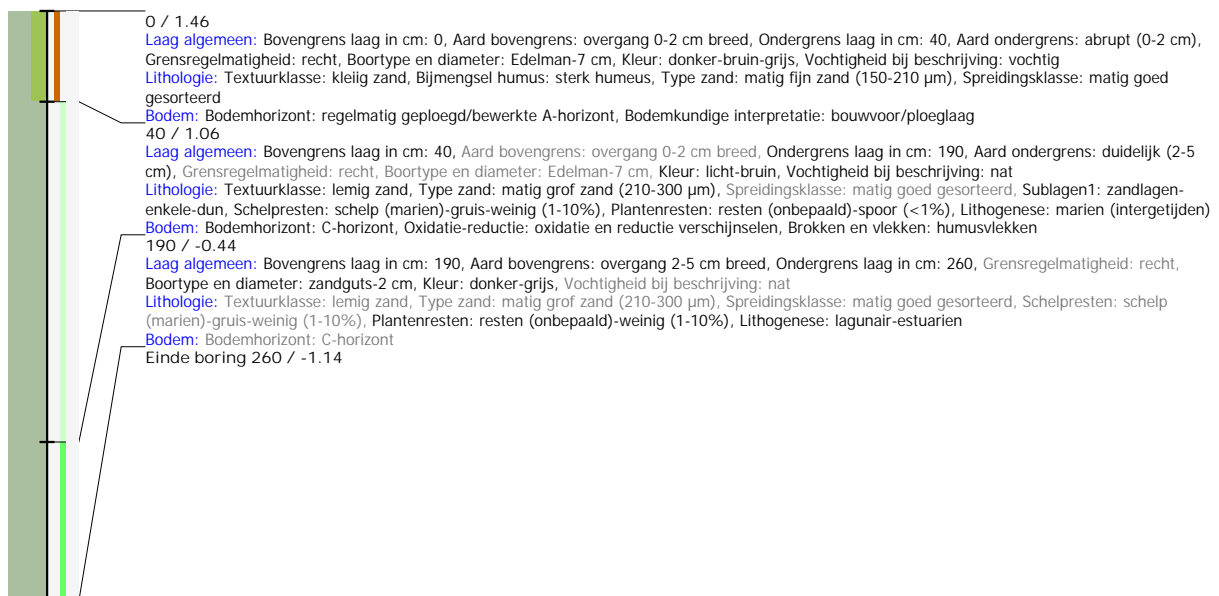 0 / 1.46
Laag algemeen: Bovengrens laag in cm: 0, Aard bovengrens: overgang 0-2 cm breed, Ondergrens laag in cm: 40, Aard ondergrens: abrupt (0-2 cm),
Grensregelmatigheid: recht, Boortype en diameter: Edelman-7 cm, Kleur: donker-bruin-grijs, Vochtigheid bij beschrijving: vochtig
Lithologie: Textuurklasse: kleiig zand, Bijmengsel humus: sterk humeus, Type zand: matig fijn zand (150-210 µm), Spreidingsklasse: matig goed
gesorteerd
Bodem: Bodemhorizont: regelmatig geploegd/bewerkte A-horizont, Bodemkundige interpretatie: bouwvoor/ploeglaag
40 / 1.06
Laag algemeen: Bovengrens laag in cm: 40, Aard bovengrens: overgang 0-2 cm breed, Ondergrens laag in cm: 190, Aard ondergrens: duidelijk (2-5
cm), Grensregelmatigheid: recht, Boortype en diameter: Edelman-7 cm, Kleur: licht-bruin, Vochtigheid bij beschrijving: nat
Lithologie: Textuurklasse: lemig zand, Type zand: matig grof zand (210-300 µm), Spreidingsklasse: matig goed gesorteerd, Sublagen1: zandlagen-
enkele-dun, Schelpresten: schelp (marien)-gruis-weinig (1-10%), Plantenresten: resten (onbepaald)-spoor (<1%), Lithogenese: marien (intergetijden)
Bodem: Bodemhorizont: C-horizont, Oxidatie-reductie: oxidatie en reductie verschijnselen, Brokken en vlekken: humusvlekken
190 / -0.44
Laag algemeen: Bovengrens laag in cm: 190, Aard bovengrens: overgang 2-5 cm breed, Ondergrens laag in cm: 260, Grensregelmatigheid: recht,
Boortype en diameter: zandguts-2 cm, Kleur: donker-grijs, Vochtigheid bij beschrijving: nat
Lithologie: Textuurklasse: lemig zand, Type zand: matig grof zand (210-300 µm), Spreidingsklasse: matig goed gesorteerd, Schelpresten: schelp
(marien)-gruis-weinig (1-10%), Plantenresten: resten (onbepaald)-weinig (1-10%), Lithogenese: lagunair-estuarien
Bodem: Bodemhorizont: C-horizont
Einde boring 260 / -1.14